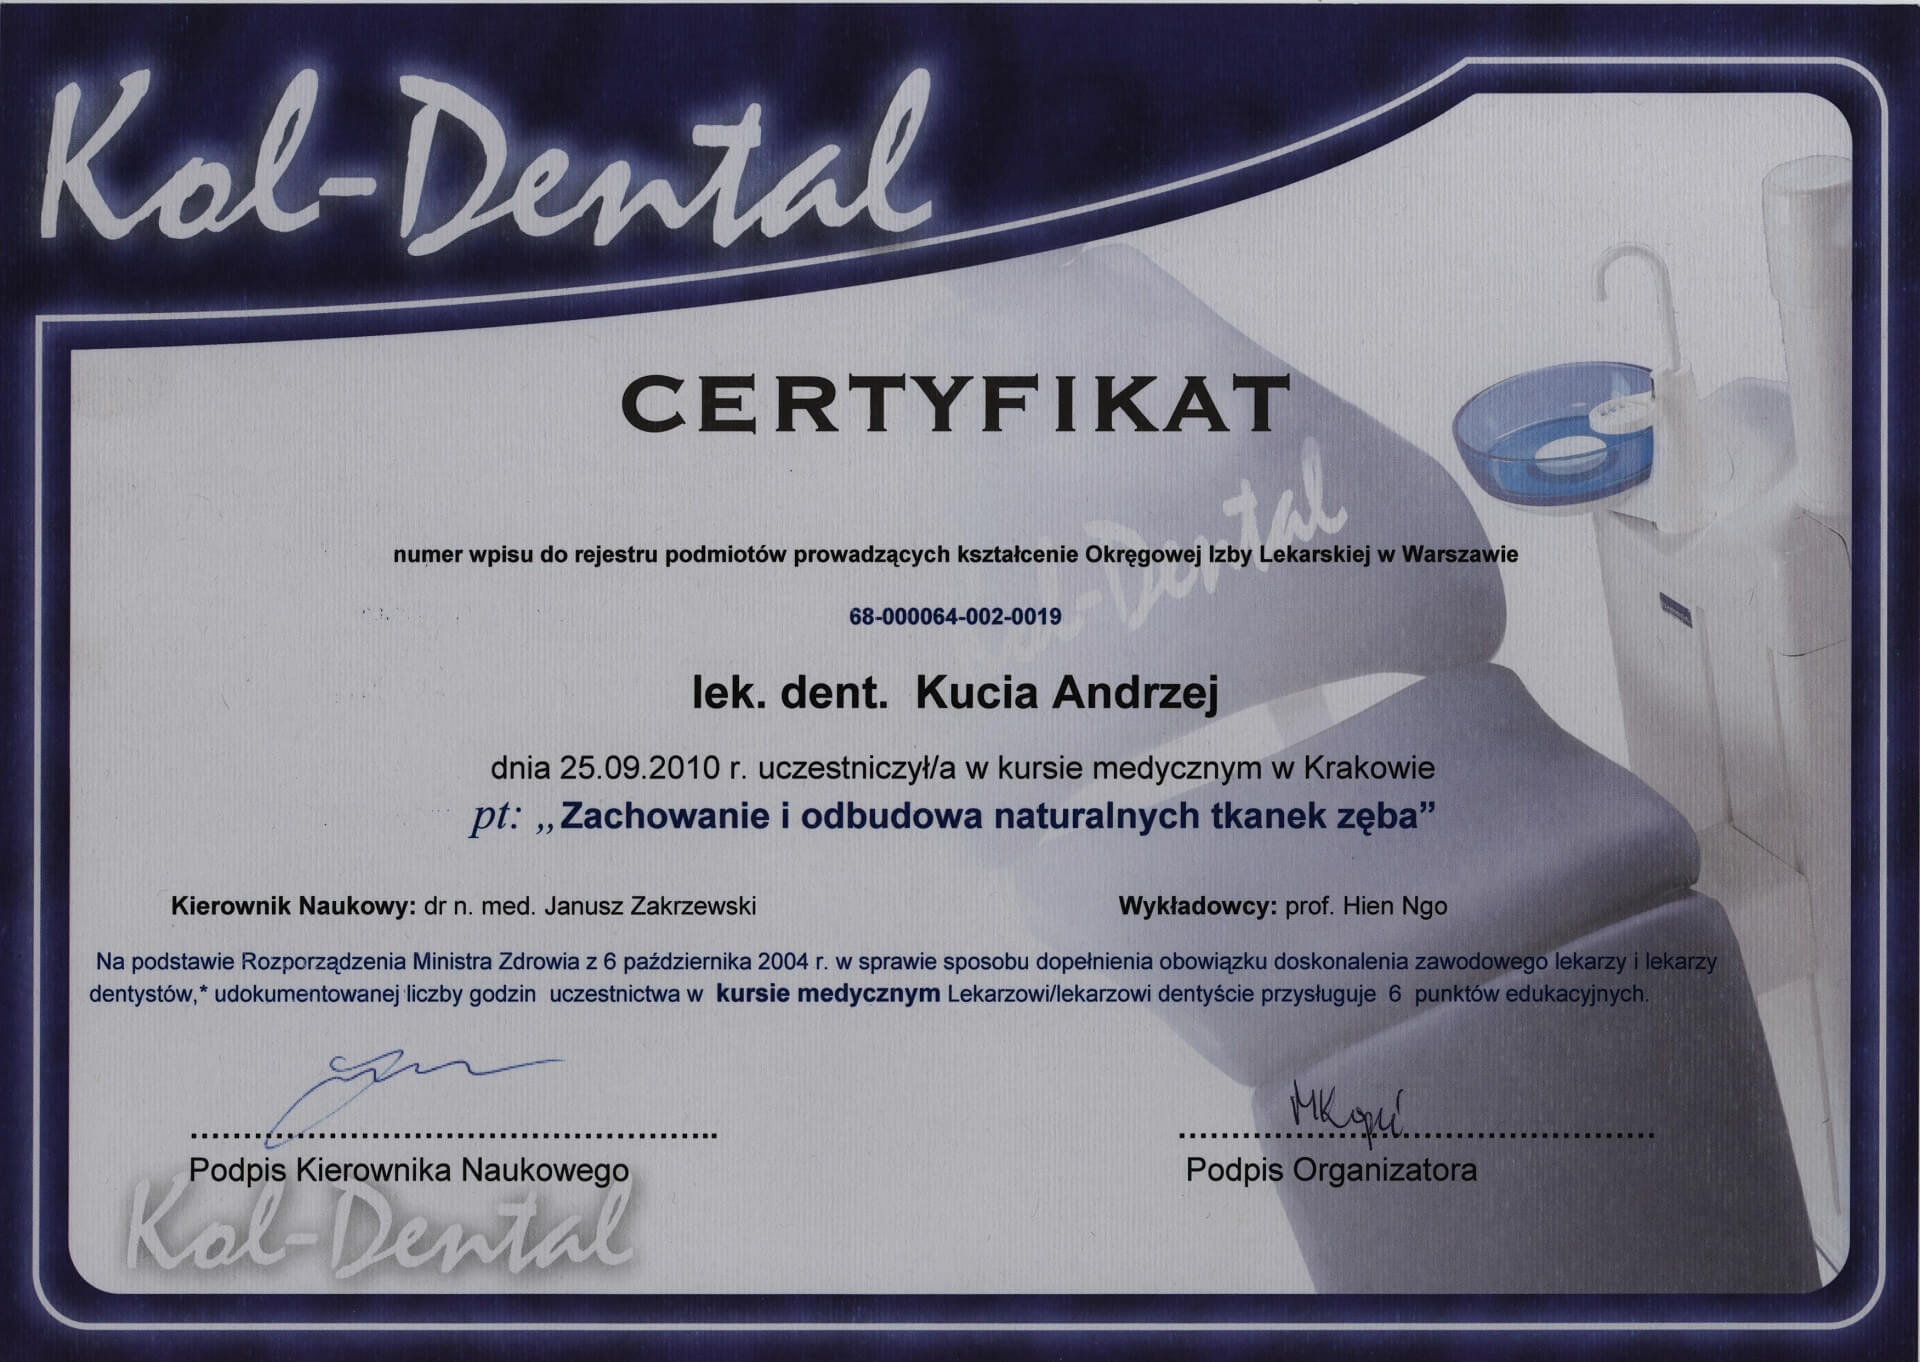 Kol-Dental
CERTYFIKAT
Kol-Dental
numer wpisu do rejestru podmiotów prowadzących kształcenie Okręgowej Izby Lekarskiej w Warszawie
68-000064-002-0019
lek. dent. Kucia Andrzej
dnia 25.09.2010 r. uczestniczył/a w kursie medycznym w Krakowie
pt: „Zachowanie i odbudowa naturalnych tkanek zęba”
Kierownik Naukowy: dr n. med. Janusz Zakrzewski
Wykładowcy: prof. Hien Ngo
Na podstawie Rozporządzenia Ministra Zdrowia z 6 października 2004 r. w sprawie sposobu dopełnienia obowiązku doskonalenia zawodowego lekarzy i lekarzy
dentystów,* udokumentowanej liczby godzin uczestnictwa w kursie medycznym Lekarzowi/lekarzowi dentyście przysługuje 6 punktów edukacyjnych.
Podpis Kierownika Naukowego
Podpis Organizatora
Kol-Dental